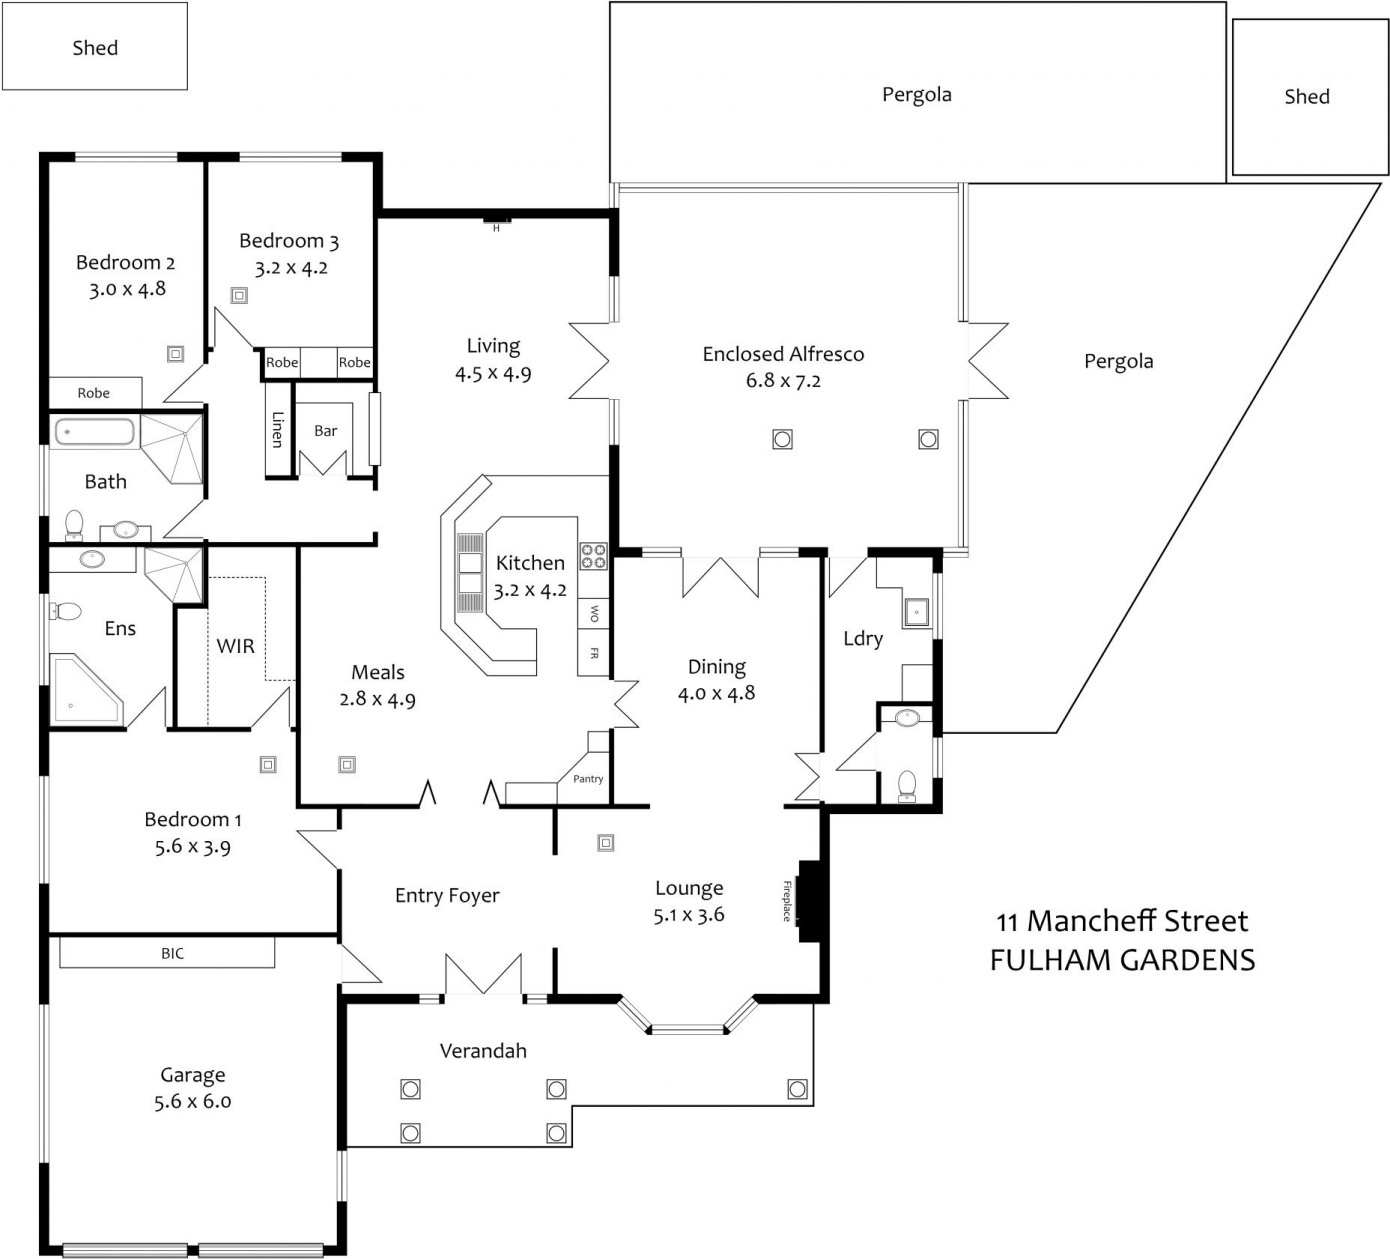 Shed
Pergola
Shed
Bedroom 2
3.0 x 4.8
Bedroom 3
3.2 x 4.2
H
Living
4.5 x 4.9
Enclosed Alfresco
6.8 x 7.2
Pergola
Robe
Robe
Robe
Linen
Bar
Bath
Kitchen
3.2 x 4.2
WO
FR
Ens
WIR
Meals
2.8 x 4.9
Dining
4.0 x 4.8
Ldry
Pantry
Bedroom 1
5.6 x 3.9
Entry Foyer
Lounge
5.1 x 3.6
Fireplace
11 Mancheff Street
FULHAM GARDENS
BIC
Verandah
Garage
5.6 x 6.0